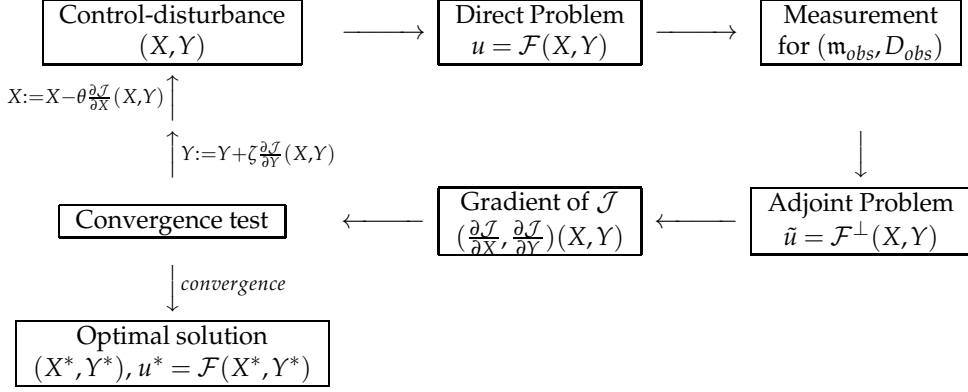 Control-disturbance
(X, Y)
Direct Problem
u = 𝓕(X, Y)
Measurement
for (𝔪_obs, D_obs)
X:=X−θ ∂𝒥/∂X (X,Y)
Y:=Y+ζ ∂𝒥/∂Y (X,Y)
Convergence test
Gradient of 𝒥
(∂𝒥/∂X, ∂𝒥/∂Y)(X, Y)
Adjoint Problem
ũ = 𝓕^⊥(X, Y)
convergence
Optimal solution
(X*, Y*), u* = 𝓕(X*, Y*)